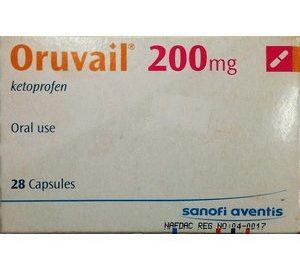 Oruvail® 200mg
ketoprofen
Oral use
28 Capsules
sanofi aventis
NAFDAC REG NO:04-0017